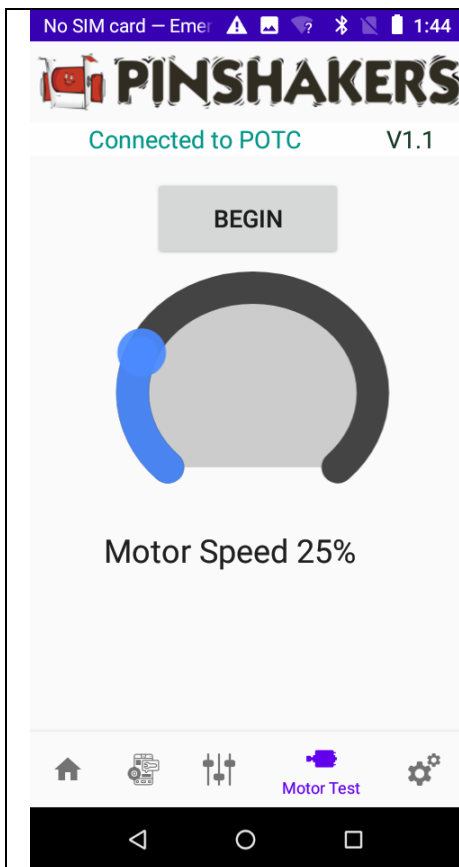 No SIM card — Emer 1:44
PINSHAKERS
Connected to POTC V1.1
BEGIN
Motor Speed 25%
Motor Test